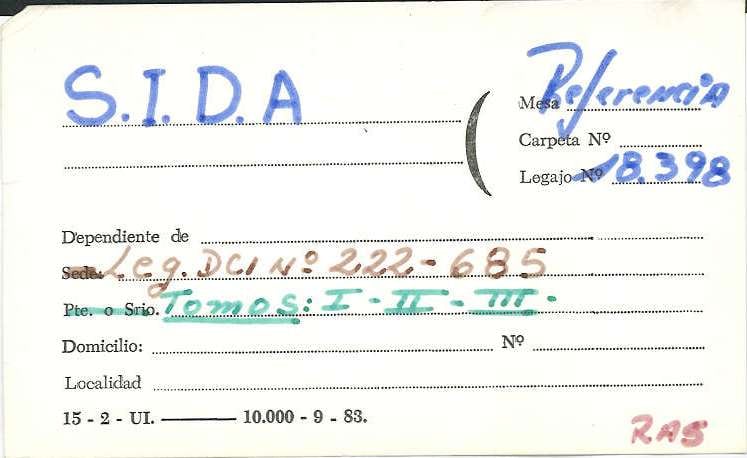 S.I.D.A
Mesa Referencia
Carpeta Nº
Legajo Nº 18.398
Dependiente de
Sede: Leg. DCI Nº 222-685
Pte. o Srio. Tomos: I - II - III -
Domicilio: Nº
Localidad
15 - 2 - UI. ——— 10.000 - 9 - 83.
RAS